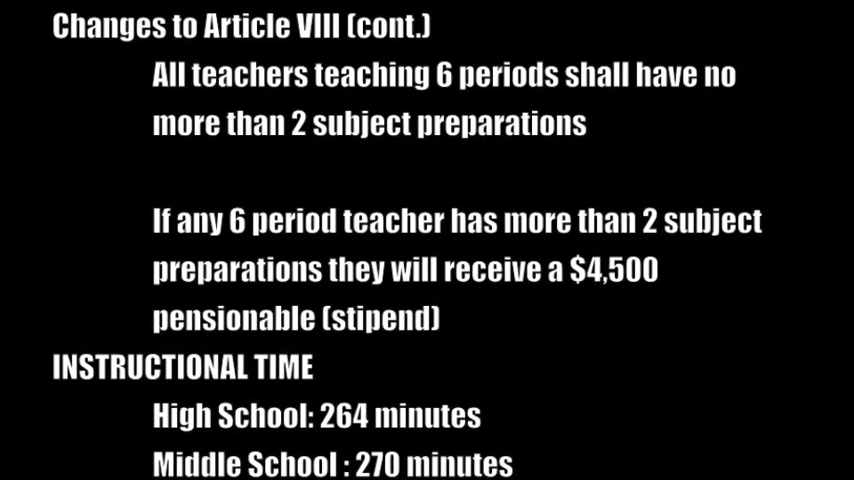 Changes to Article VIII (cont.)
All teachers teaching 6 periods shall have no
more than 2 subject preparations
If any 6 period teacher has more than 2 subject
preparations they will receive a $4,500
pensionable (stipend)
INSTRUCTIONAL TIME
High School: 264 minutes
Middle School : 270 minutes